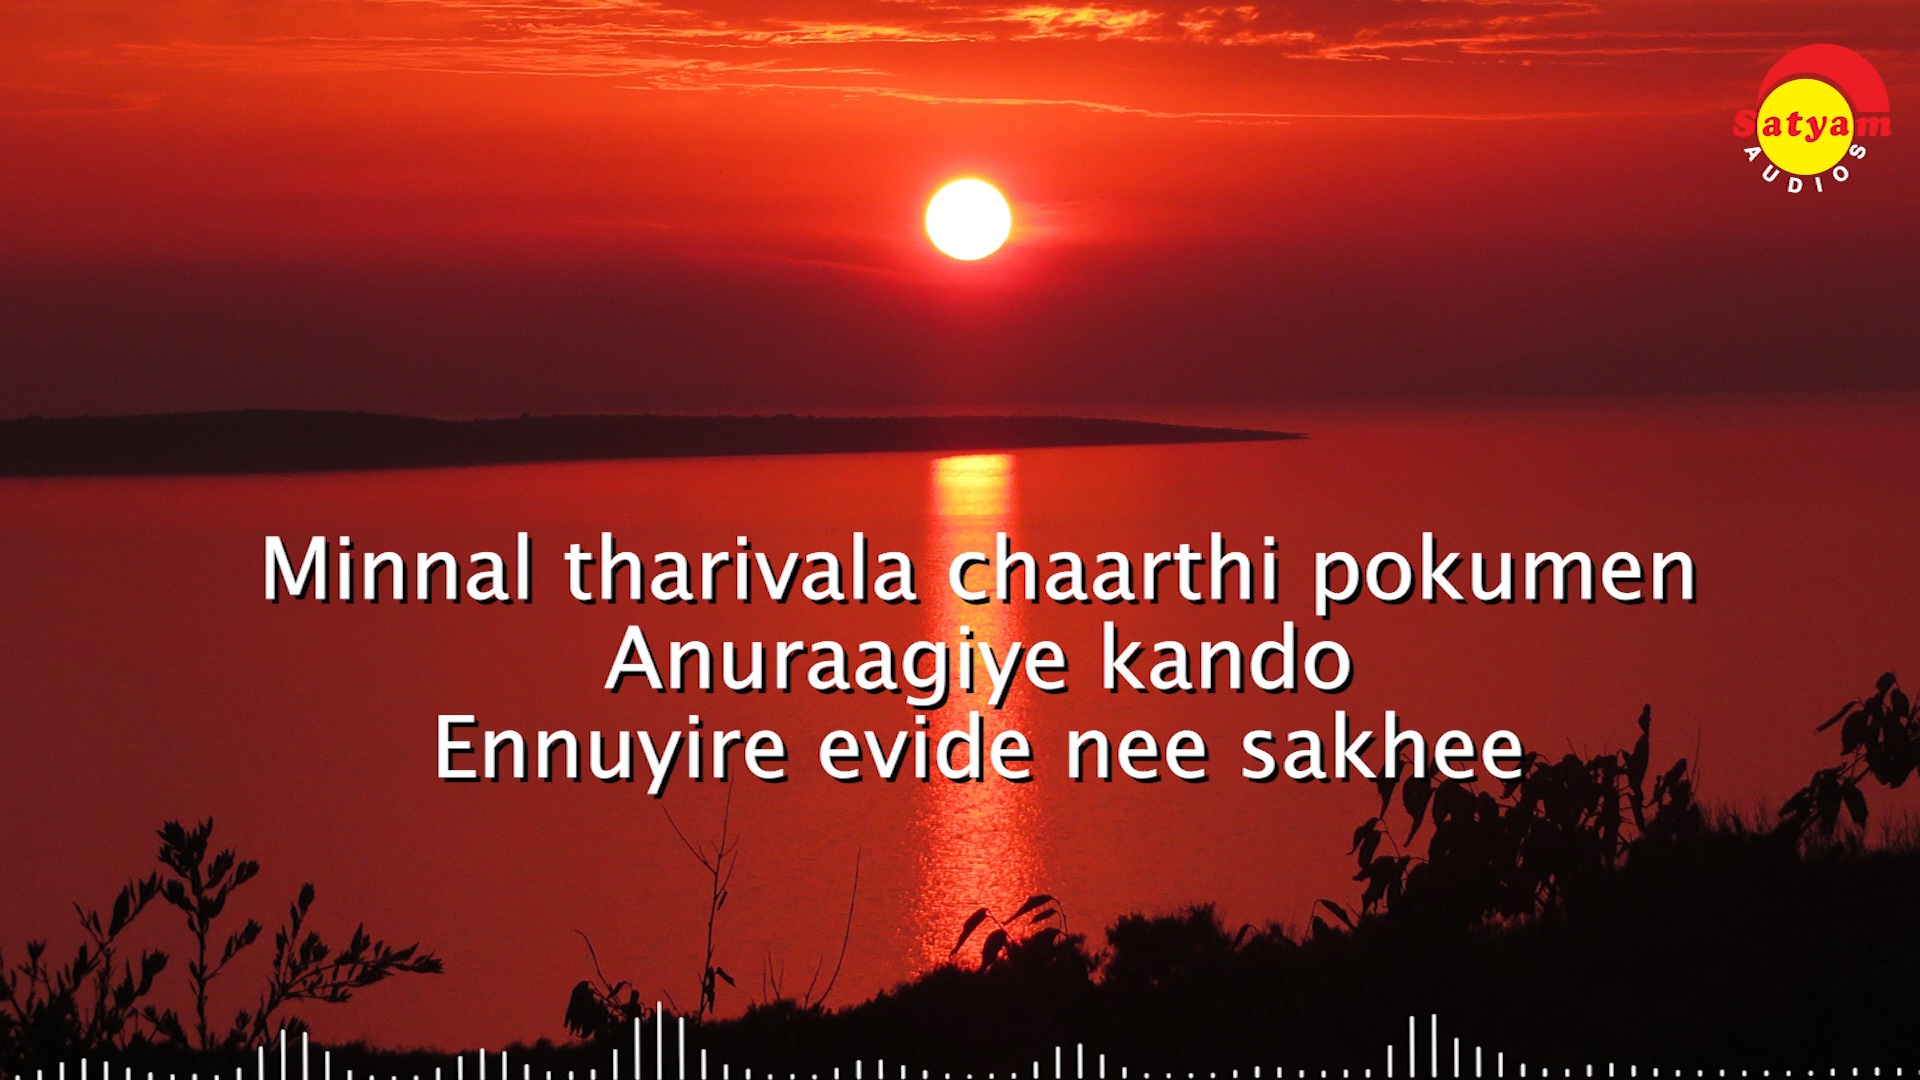 Satyam
AUDIOS
Minnal tharivala chaarthi pokumen
Anuraagiye kando
Ennuyire evide nee sakhee